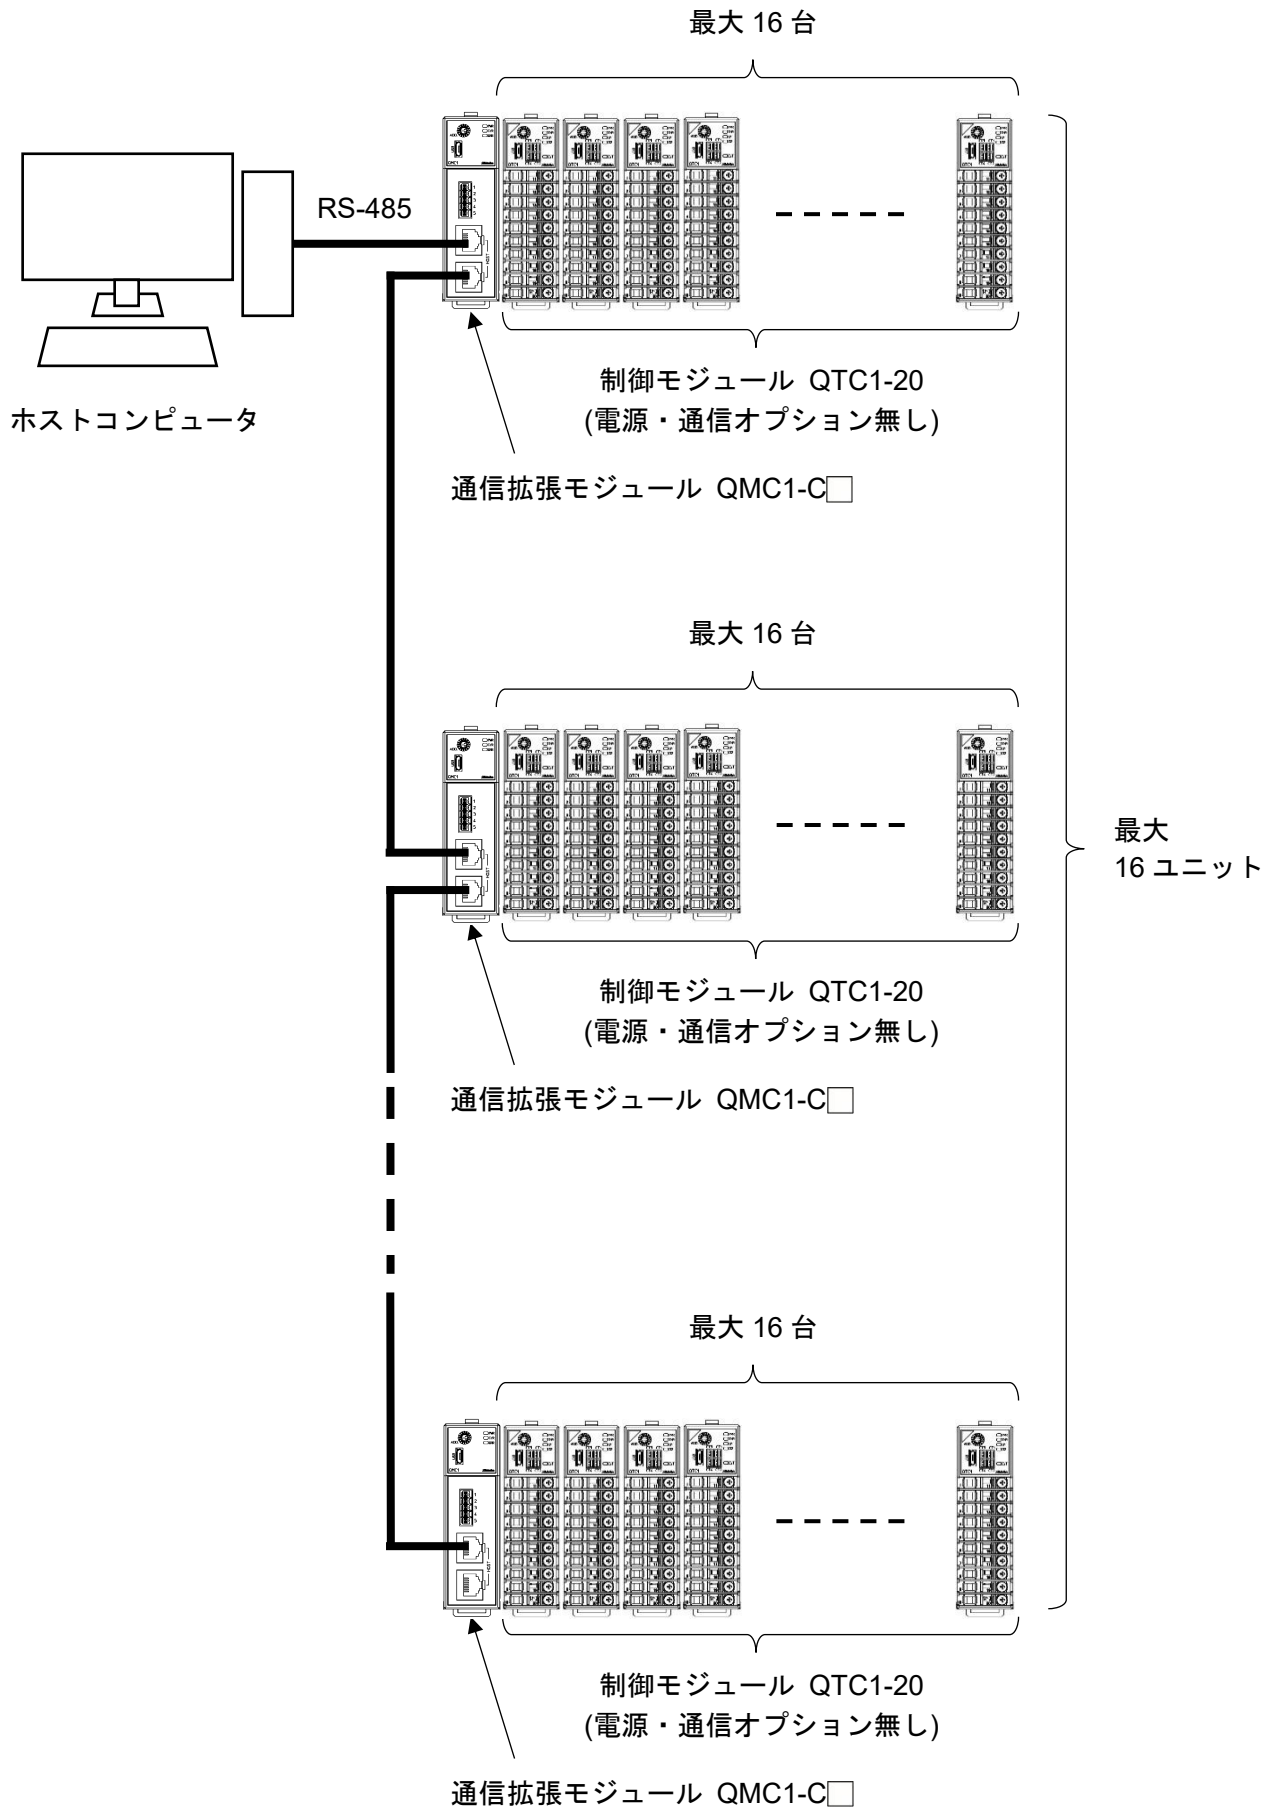 最大 16 台
RS-485
制御モジュール QTC1-20
(電源・通信オプション無し)
ホストコンピュータ
通信拡張モジュール QMC1-C□
最大 16 台
最大
16 ユニット
制御モジュール QTC1-20
(電源・通信オプション無し)
通信拡張モジュール QMC1-C□
最大 16 台
制御モジュール QTC1-20
(電源・通信オプション無し)
通信拡張モジュール QMC1-C□